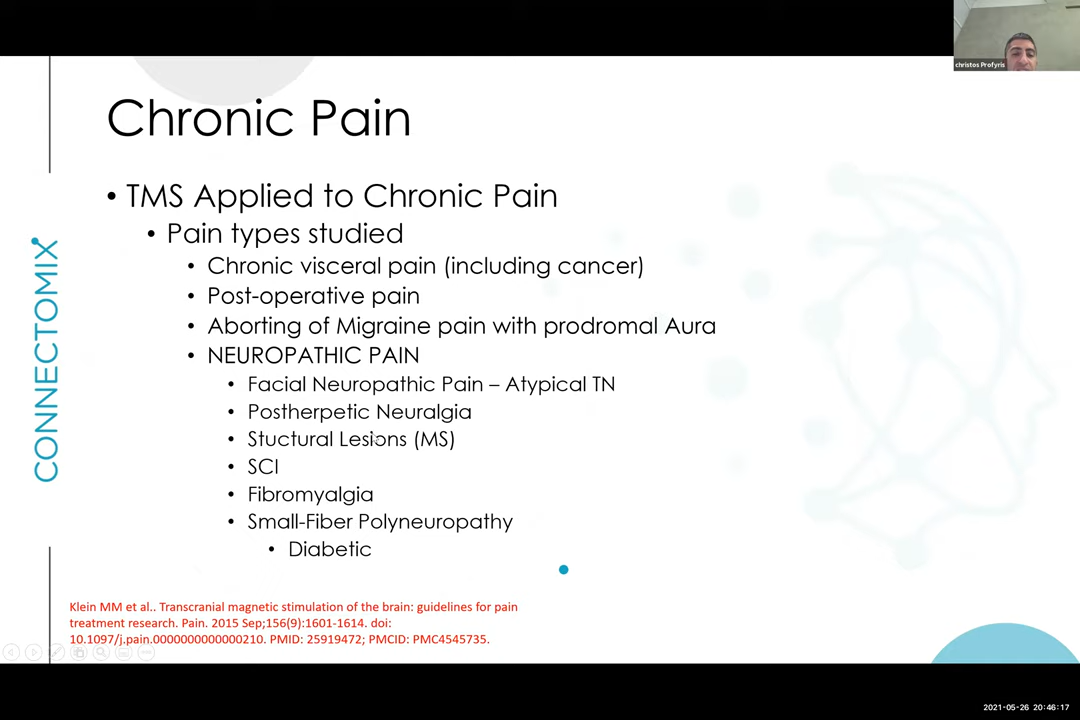 christos Profyris
Chronic Pain
• TMS Applied to Chronic Pain
• Pain types studied
• Chronic visceral pain (including cancer)
• Post-operative pain
• Aborting of Migraine pain with prodromal Aura
• NEUROPATHIC PAIN
• Facial Neuropathic Pain – Atypical TN
• Postherpetic Neuralgia
• Stuctural Lesions (MS)
• SCI
• Fibromyalgia
• Small-Fiber Polyneuropathy
• Diabetic
CONNECTOMIX
Klein MM et al.. Transcranial magnetic stimulation of the brain: guidelines for pain
treatment research. Pain. 2015 Sep;156(9):1601-1614. doi:
10.1097/j.pain.0000000000000210. PMID: 25919472; PMCID: PMC4545735.
2021-05-26 20:46:17